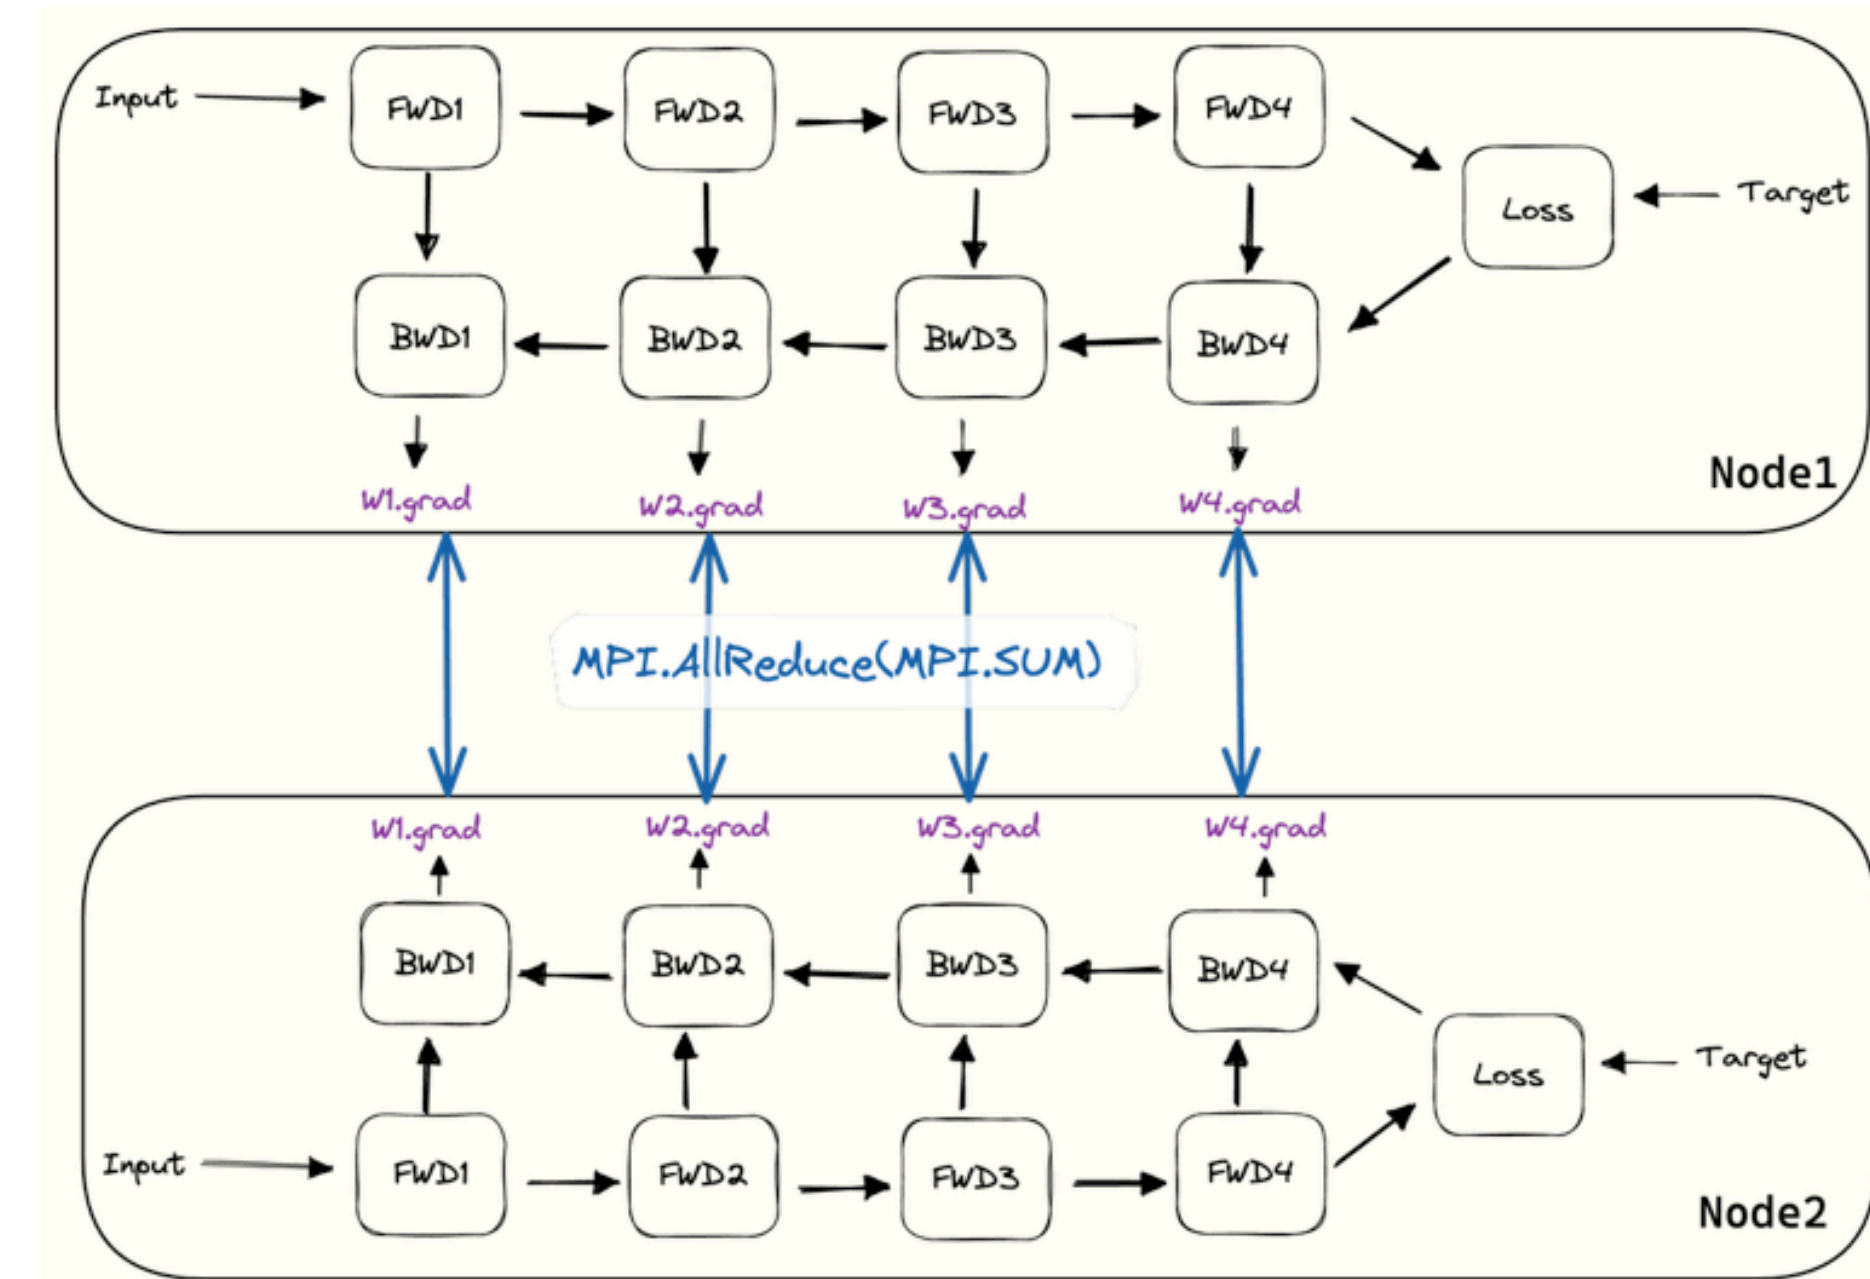 Input
FWD1
FWD2
FWD3
FWD4
Loss
Target
BWD1
BWD2
BWD3
BWD4
Node1
W1.grad
W2.grad
W3.grad
W4.grad
MPI.AllReduce(MPI.SUM)
W1.grad
W2.grad
W3.grad
W4.grad
BWD1
BWD2
BWD3
BWD4
Loss
Target
Input
FWD1
FWD2
FWD3
FWD4
Node2